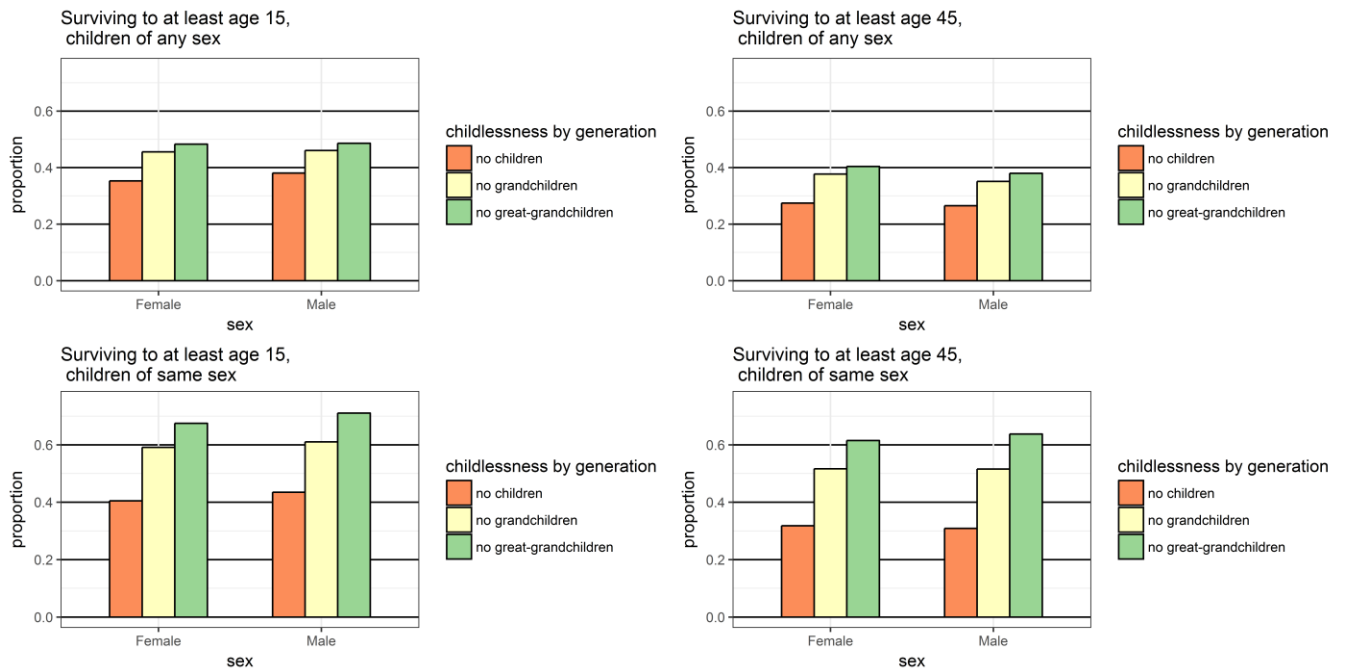 Surviving to at least age 15,
children of any sex
proportion
0.6
0.4
0.2
0.0
Female
Male
sex
childlessness by generation
no children
no grandchildren
no great-grandchildren
Surviving to at least age 45,
children of any sex
proportion
0.6
0.4
0.2
0.0
Female
Male
sex
childlessness by generation
no children
no grandchildren
no great-grandchildren
Surviving to at least age 15,
children of same sex
proportion
0.6
0.4
0.2
0.0
Female
Male
sex
childlessness by generation
no children
no grandchildren
no great-grandchildren
Surviving to at least age 45,
children of same sex
proportion
0.6
0.4
0.2
0.0
Female
Male
sex
childlessness by generation
no children
no grandchildren
no great-grandchildren